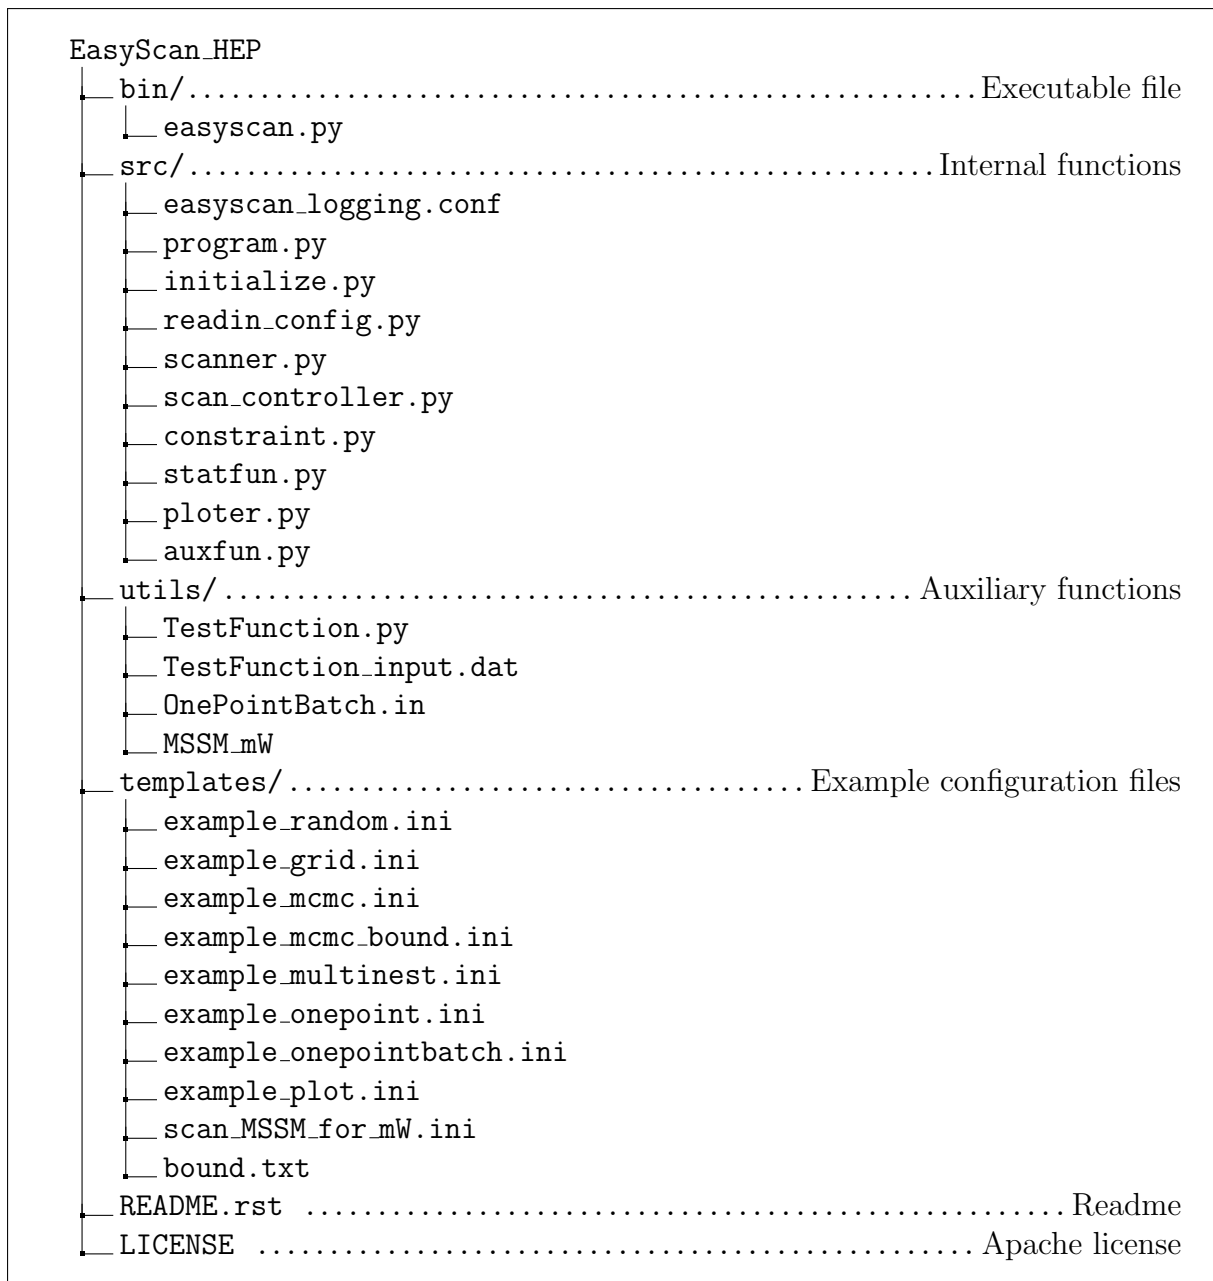 EasyScan_HEP
bin/........................................................Executable file
easyscan.py
src/.....................................................Internal functions
easyscan_logging.conf
program.py
initialize.py
readin_config.py
scanner.py
scan_controller.py
constraint.py
statfun.py
ploter.py
auxfun.py
utils/.................................................Auxiliary functions
TestFunction.py
TestFunction_input.dat
OnePointBatch.in
MSSM_mW
templates/.....................................Example configuration files
example_random.ini
example_grid.ini
example_mcmc.ini
example_mcmc_bound.ini
example_multinest.ini
example_onepoint.ini
example_onepointbatch.ini
example_plot.ini
scan_MSSM_for_mW.ini
bound.txt
README.rst ......................................................Readme
LICENSE ...................................................Apache license